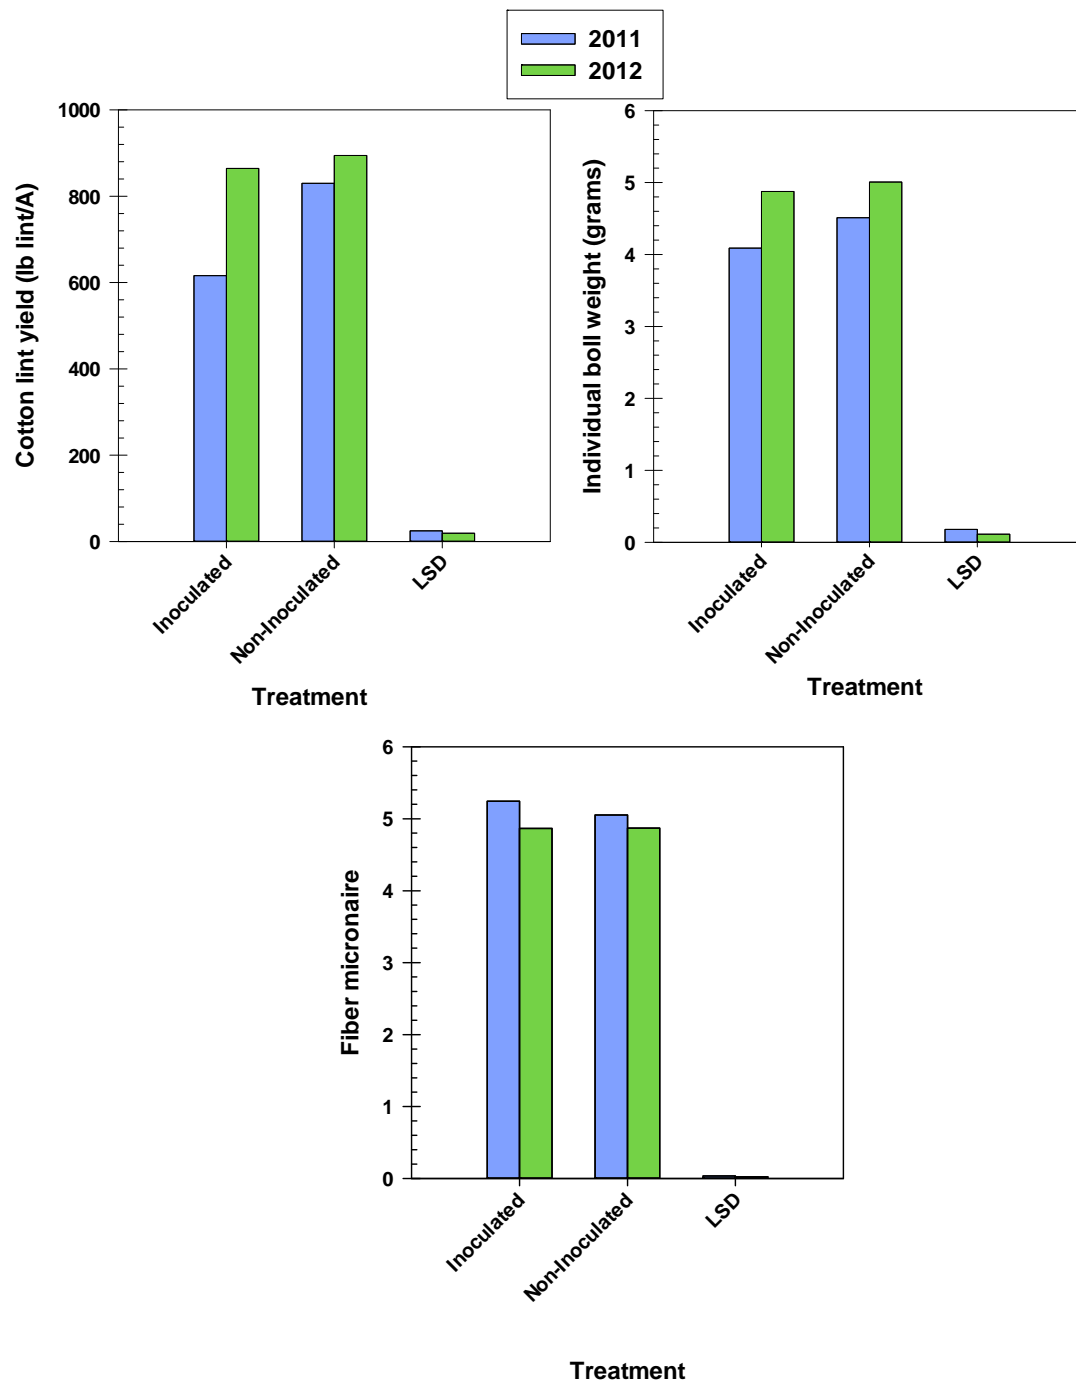 2011
2012
Cotton lint yield (lb lint/A)
1000
800
600
400
200
0
Inoculated
Non-Inoculated
LSD
Treatment
Individual boll weight (grams)
6
5
4
3
2
1
0
Inoculated
Non-Inoculated
LSD
Treatment
Fiber micronaire
6
5
4
3
2
1
0
Inoculated
Non-Inoculated
LSD
Treatment